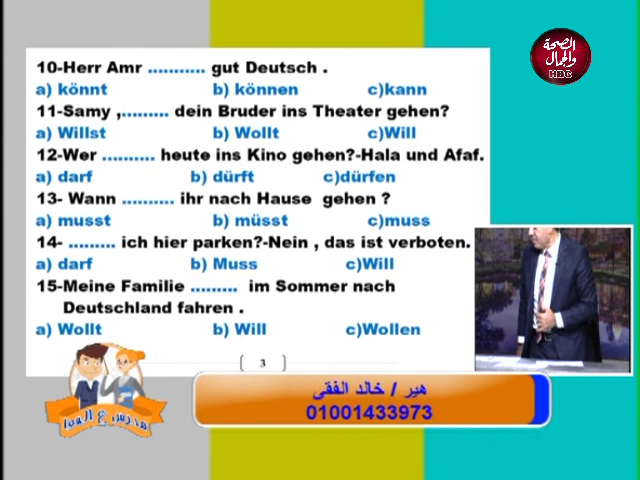 الصحة
والجمال
HBC
10-Herr Amr ........... gut Deutsch .
a) könnt b) können c)kann
11-Samy ,......... dein Bruder ins Theater gehen?
a) Willst b) Wollt c)Will
12-Wer .......... heute ins Kino gehen?-Hala und Afaf.
a) darf b) dürft c)dürfen
13- Wann .......... ihr nach Hause gehen ?
a) musst b) müsst c)muss
14- ......... ich hier parken?-Nein , das ist verboten.
a) darf b) Muss c)Will
15-Meine Familie ......... im Sommer nach
Deutschland fahren .
a) Wollt b) Will c)Wollen
3
هير / خالد الفقى
01001433973
مدرس ع الهوا